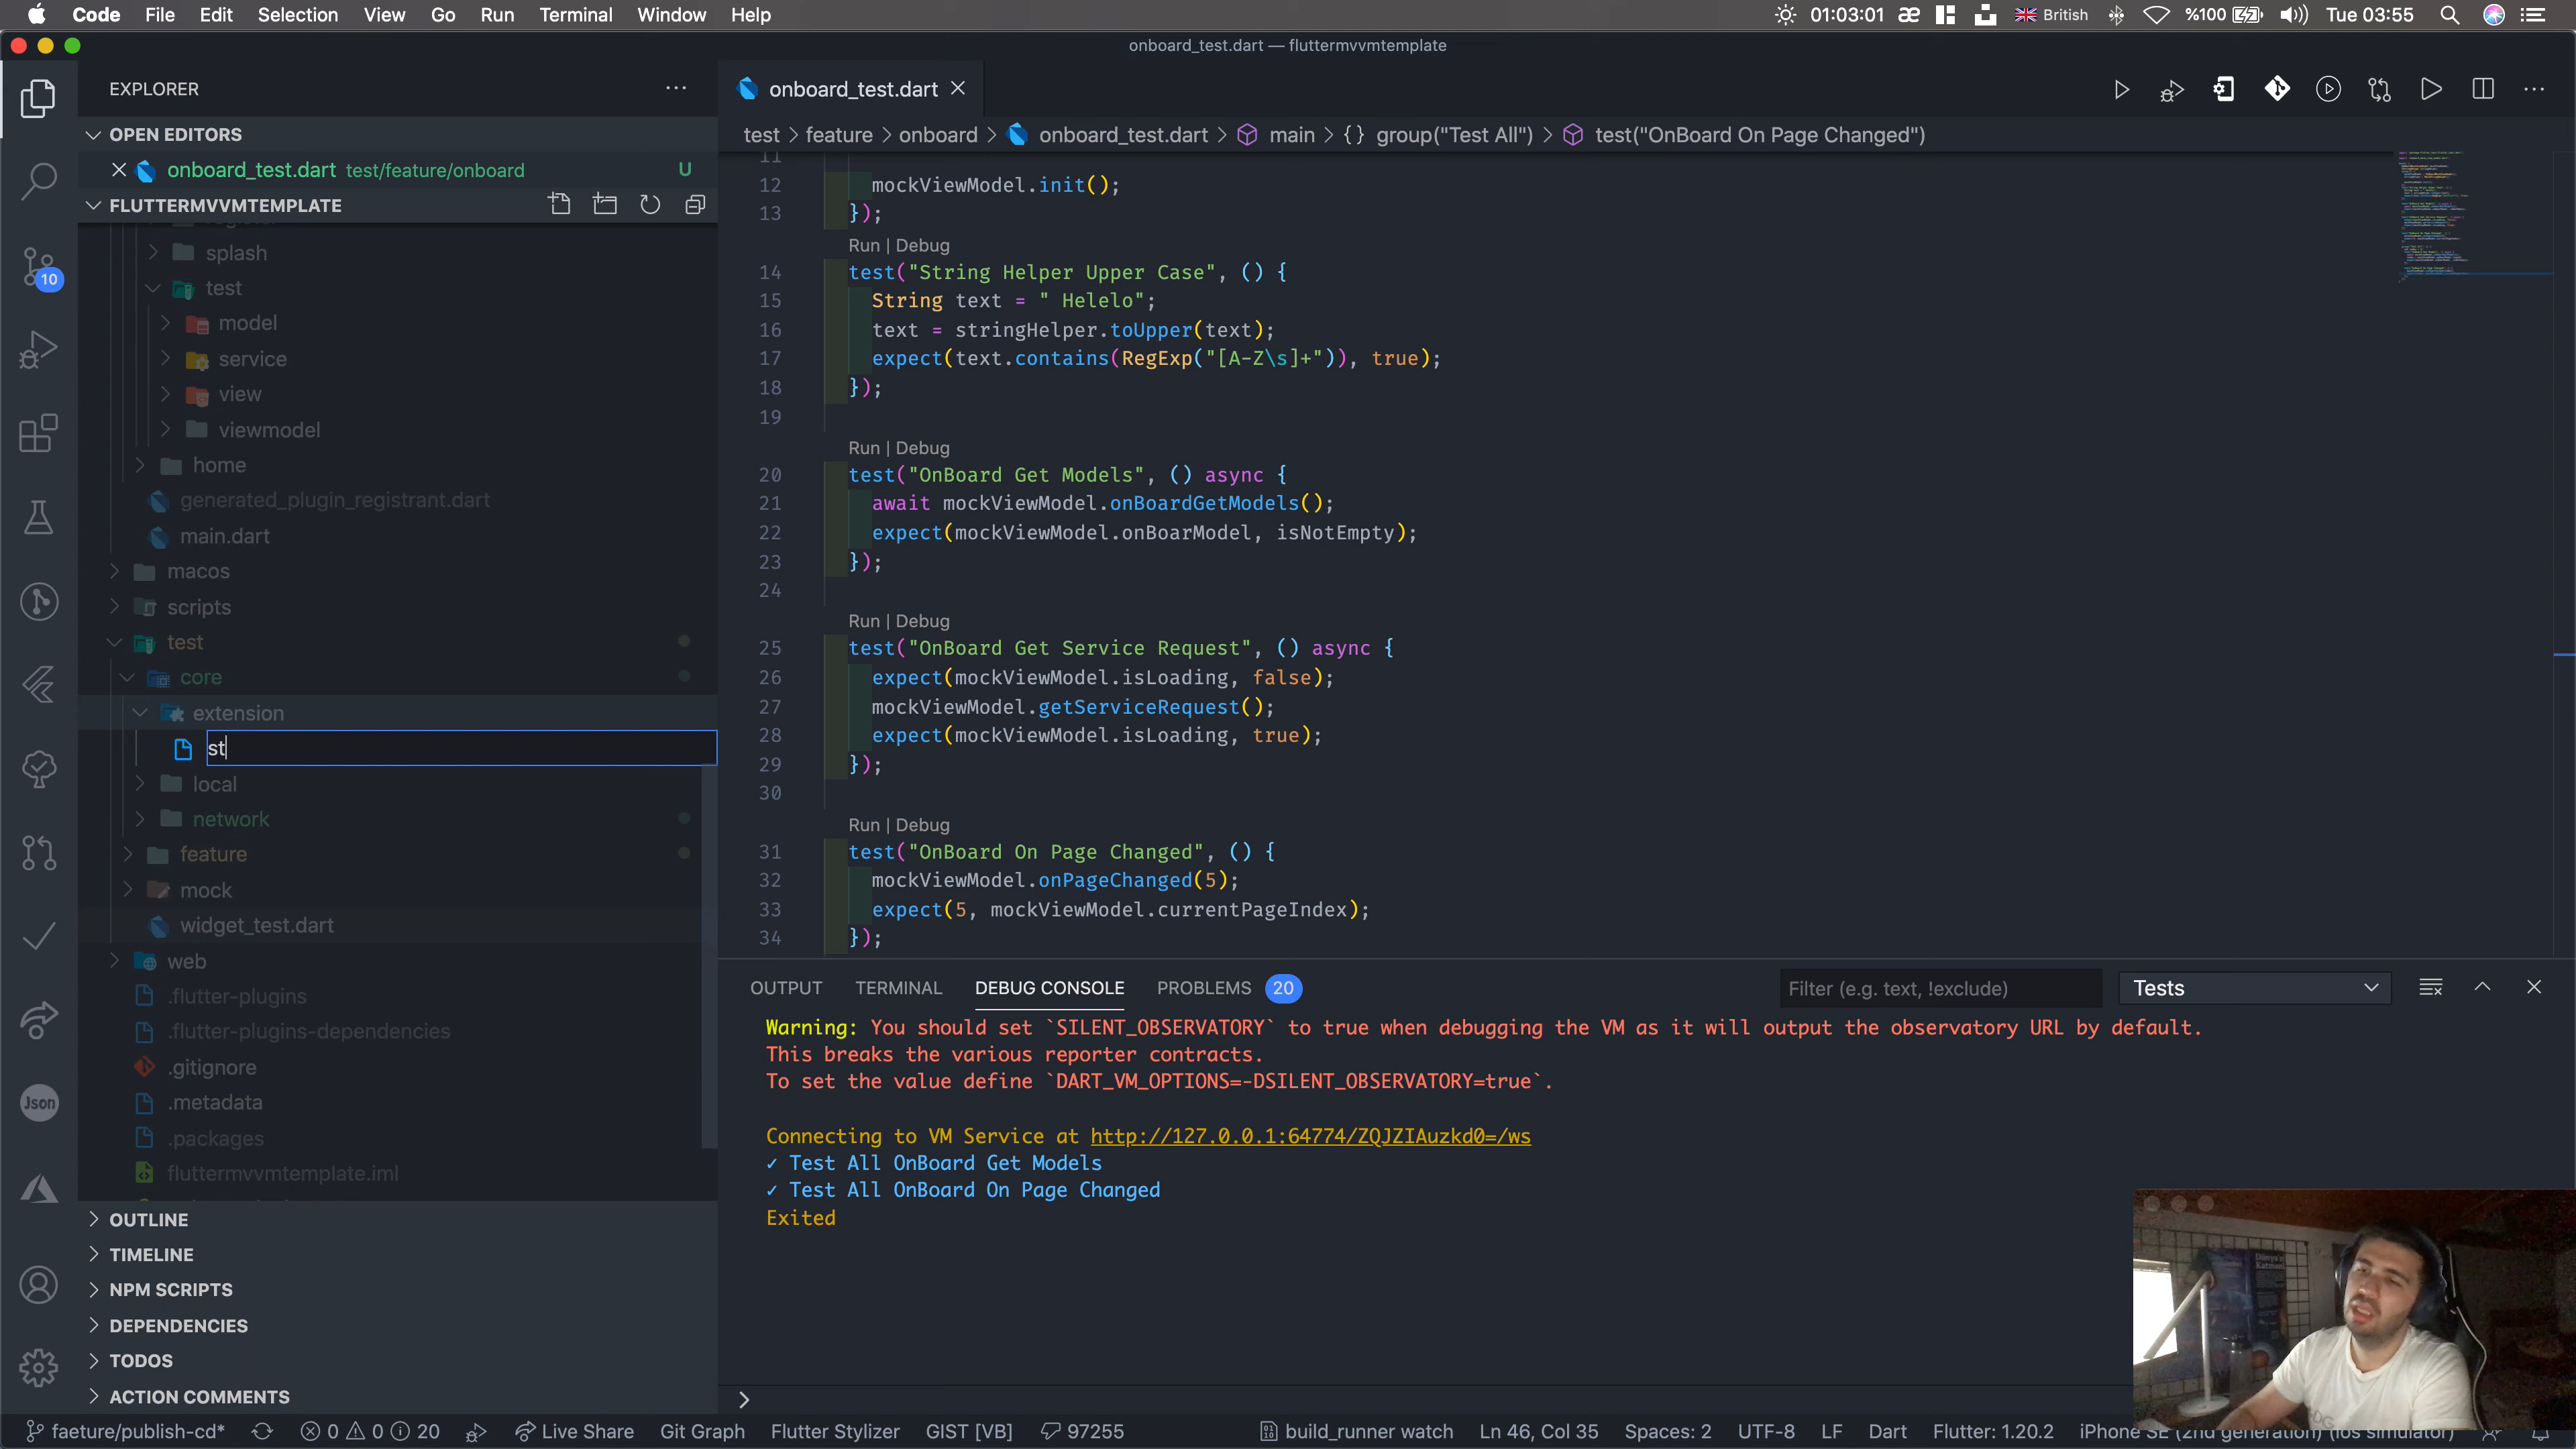 Code File Edit Selection View Go Run Terminal Window Help
01:03:01 æ British %100 Tue 03:55
onboard_test.dart — fluttermvvmtemplate
EXPLORER
OPEN EDITORS
onboard_test.dart test/feature/onboard U
FLUTTERMVVMTEMPLATE
splash
test
model
service
view
viewmodel
home
generated_plugin_registrant.dart
main.dart
macos
scripts
test
core
extension
st
local
network
feature
mock
widget_test.dart
web
.flutter-plugins
.flutter-plugins-dependencies
.gitignore
.metadata
.packages
fluttermvvmtemplate.iml
OUTLINE
TIMELINE
NPM SCRIPTS
DEPENDENCIES
TODOS
ACTION COMMENTS
10
Json
onboard_test.dart
test > feature > onboard > onboard_test.dart > main > {} group("Test All") > test("OnBoard On Page Changed")
11
12 mockViewModel.init();
13 });
Run | Debug
14 test("String Helper Upper Case", () {
15 String text = " Helelo";
16 text = stringHelper.toUpper(text);
17 expect(text.contains(RegExp("[A-Z\s]+")), true);
18 });
19
Run | Debug
20 test("OnBoard Get Models", () async {
21 await mockViewModel.onBoardGetModels();
22 expect(mockViewModel.onBoarModel, isNotEmpty);
23 });
24
Run | Debug
25 test("OnBoard Get Service Request", () async {
26 expect(mockViewModel.isLoading, false);
27 mockViewModel.getServiceRequest();
28 expect(mockViewModel.isLoading, true);
29 });
30
Run | Debug
31 test("OnBoard On Page Changed", () {
32 mockViewModel.onPageChanged(5);
33 expect(5, mockViewModel.currentPageIndex);
34 });
OUTPUT TERMINAL DEBUG CONSOLE PROBLEMS 20 Filter (e.g. text, !exclude) Tests
Warning: You should set `SILENT_OBSERVATORY` to true when debugging the VM as it will output the observatory URL by default.
This breaks the various reporter contracts.
To set the value define `DART_VM_OPTIONS=-DSILENT_OBSERVATORY=true`.
Connecting to VM Service at http://127.0.0.1:64774/ZQJZIAuzkd0=/ws
✓ Test All OnBoard Get Models
✓ Test All OnBoard On Page Changed
Exited
faeture/publish-cd* 0 0 20 Live Share Git Graph Flutter Stylizer GIST [VB] 97255 build_runner watch Ln 46, Col 35 Spaces: 2 UTF-8 LF Dart Flutter: 1.20.2 iPhone SE (2nd generation) (ios simulator)